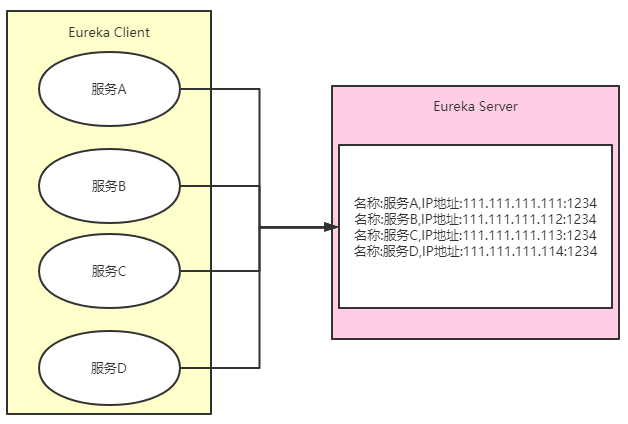 Eureka Client
服务A
服务B
服务C
服务D
Eureka Server
名称:服务A,IP地址:111.111.111.111:1234
名称:服务B,IP地址:111.111.111.112:1234
名称:服务C,IP地址:111.111.111.113:1234
名称:服务D,IP地址:111.111.111.114:1234